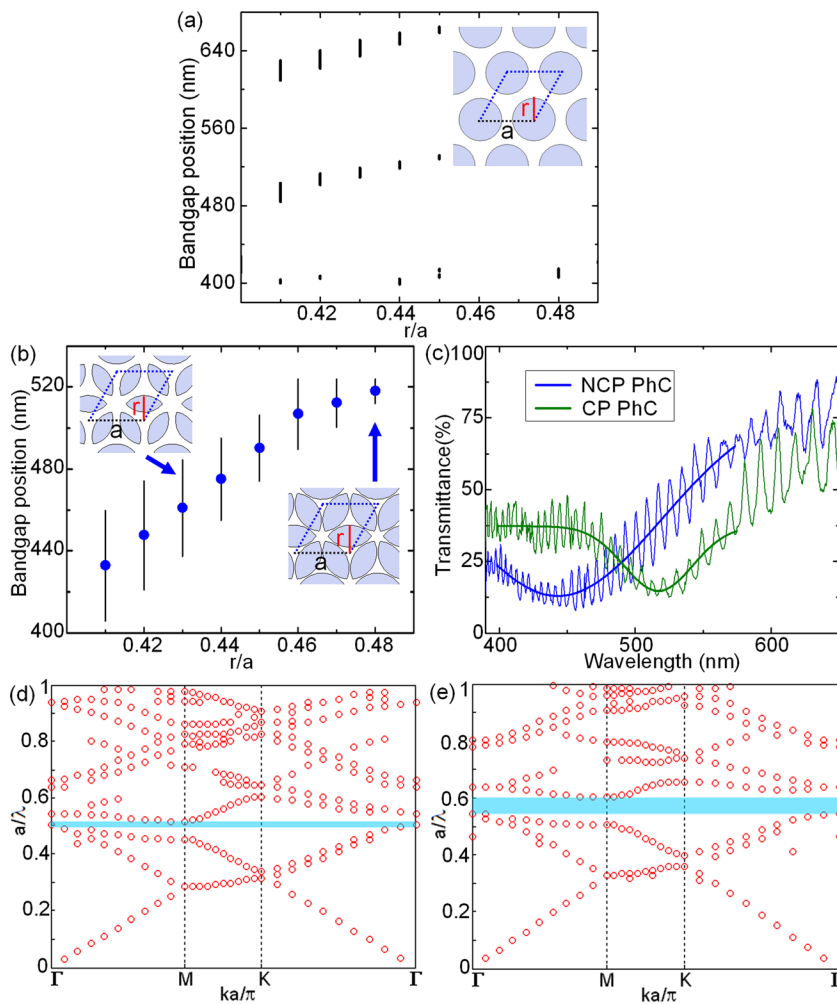 (a)
Bandgap position (nm)
640
560
480
400
0.42 0.44 0.46 0.48
r/a
r
a
(b)
Bandgap position (nm)
520
480
440
400
0.42 0.44 0.46 0.48
r/a
r
a
r
a
(c)
Transmittance(%)
100
75
50
25
0
400 500 600
Wavelength (nm)
NCP PhC
CP PhC
(d)
a/λ
1
0.8
0.6
0.4
0.2
0
Γ M K Γ
ka/π
(e)
a/λ
1
0.8
0.6
0.4
0.2
0
Γ M K Γ
ka/π